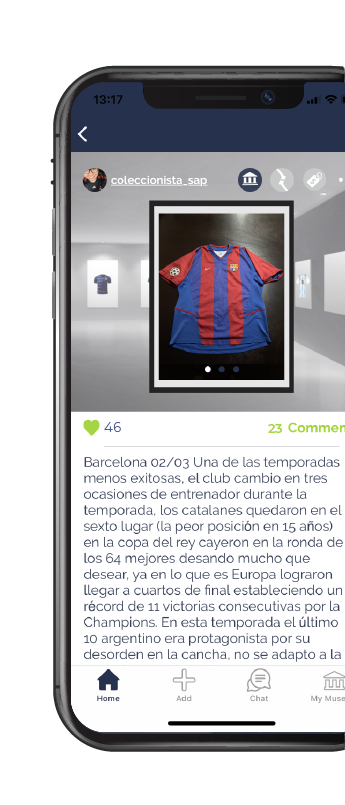 13:17
coleccionista_sap
46
23 Commen
Barcelona 02/03 Una de las temporadas
menos exitosas, el club cambio en tres
ocasiones de entrenador durante la
temporada, los catalanes quedaron en el
sexto lugar (la peor posición en 15 años)
en la copa del rey cayeron en la ronda de
los 64 mejores desando mucho que
desear, ya en lo que es Europa lograron
llegar a cuartos de final estableciendo un
récord de 11 victorias consecutivas por la
Champions. En esta temporada el último
10 argentino era protagonista por su
desorden en la cancha, no se adapto a la
Home
Add
Chat
My Muse